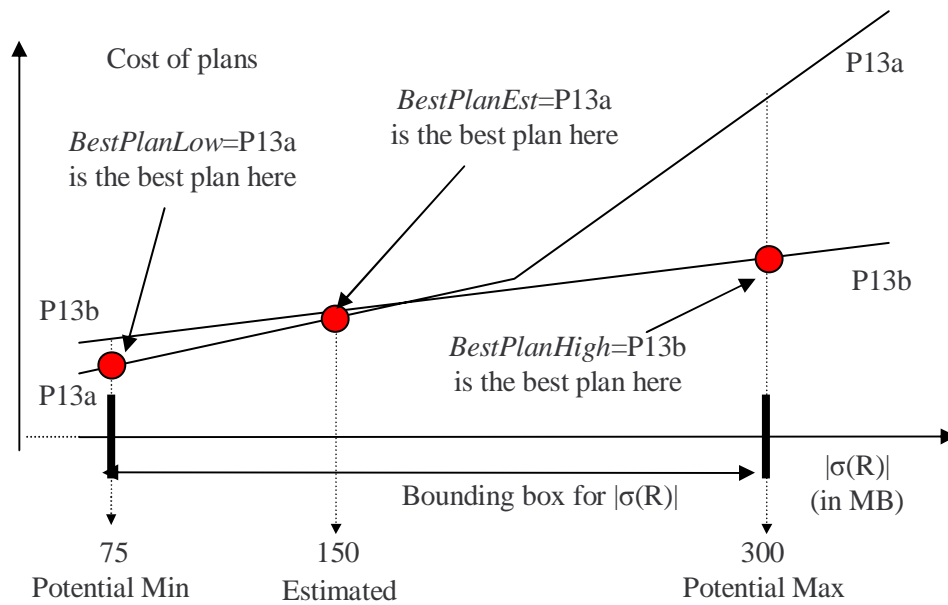 Cost of plans
P13a
BestPlanEst=P13a
is the best plan here
BestPlanLow=P13a
is the best plan here
P13b
P13b
BestPlanHigh=P13b
is the best plan here
P13a
|σ(R)|
(in MB)
Bounding box for |σ(R)|
75
Potential Min
150
Estimated
300
Potential Max